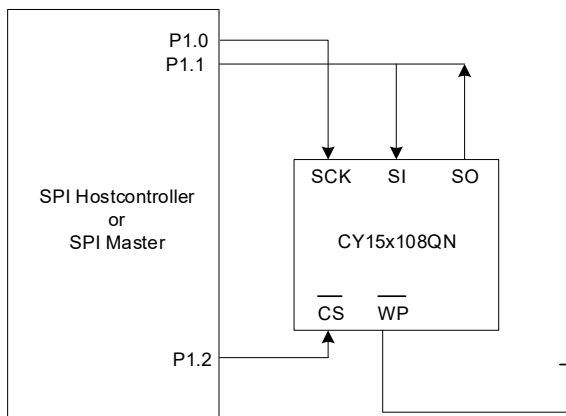 P1.0
P1.1
SCK SI SO
SPI Hostcontroller
or
SPI Master
CY15x108QN
CS WP
P1.2